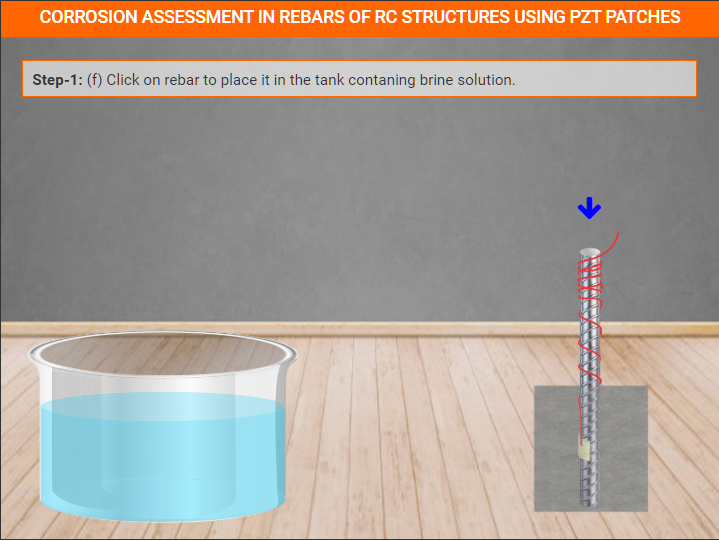 CORROSION ASSESSMENT IN REBARS OF RC STRUCTURES USING PZT PATCHES
Step-1: (f) Click on rebar to place it in the tank contaning brine solution.